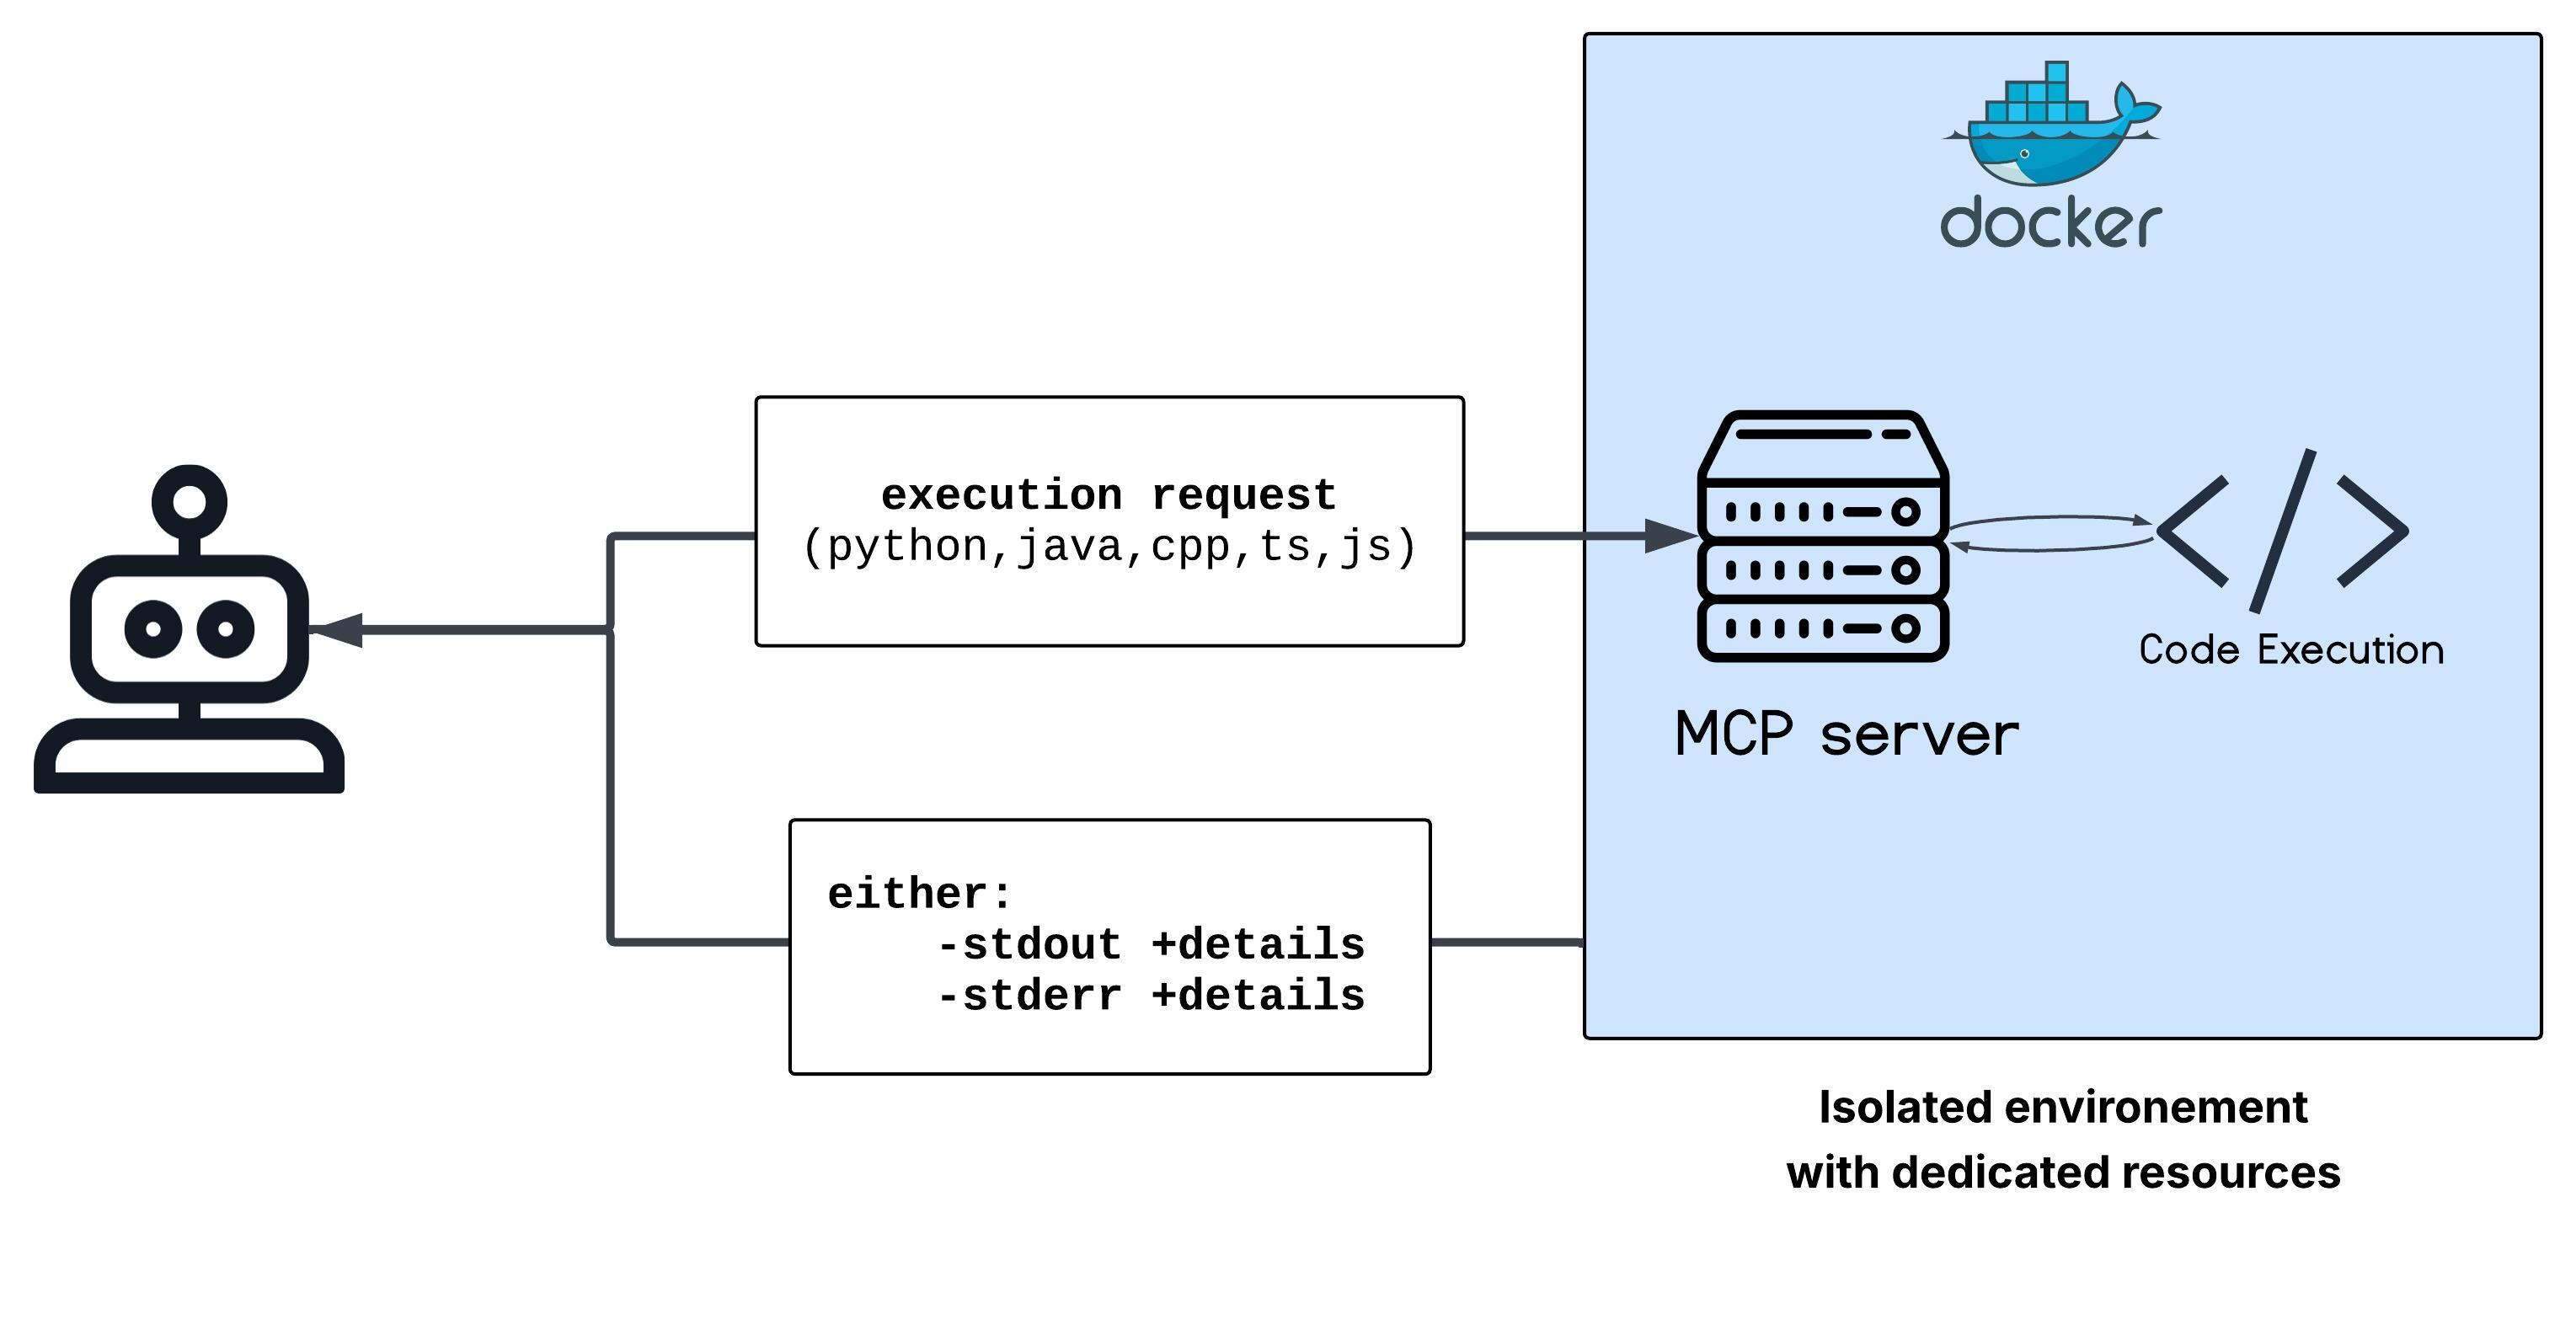 docker
execution request
(python,java,cpp,ts,js)
Code Execution
MCP server
either:
-stdout +details
-stderr +details
Isolated environement
with dedicated resources